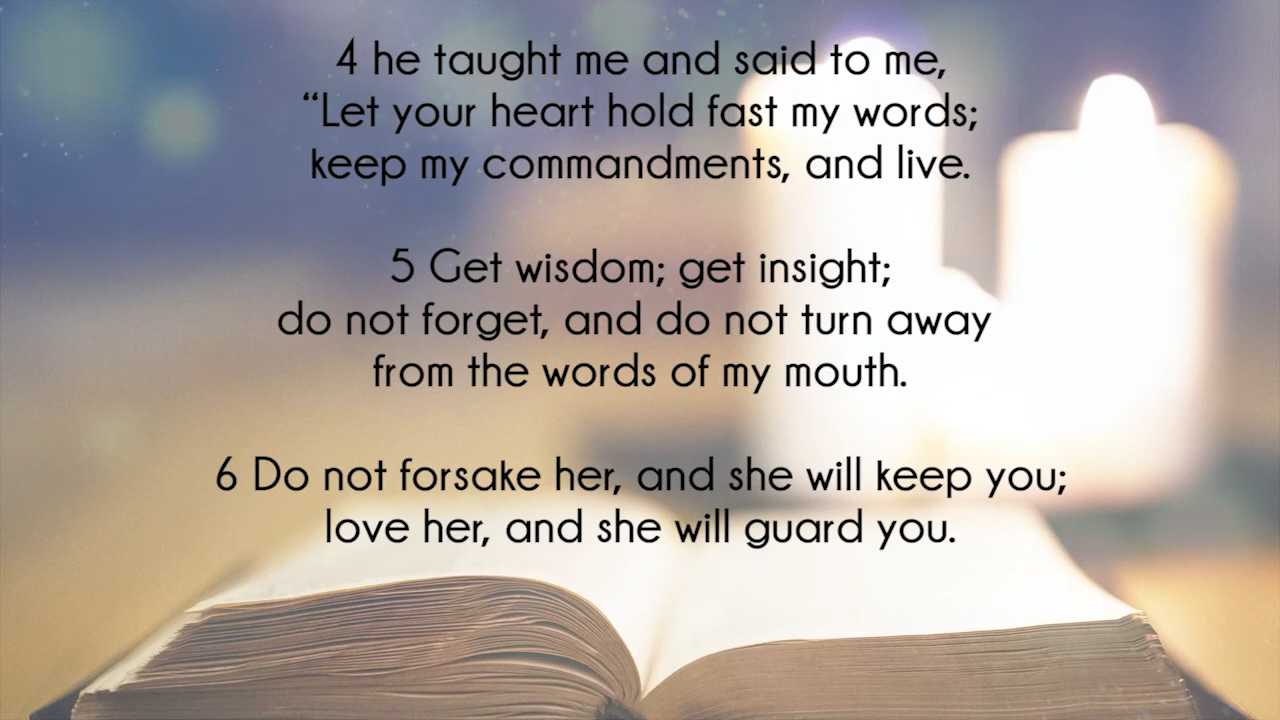 4 he taught me and said to me,
“Let your heart hold fast my words;
keep my commandments, and live.
5 Get wisdom; get insight;
do not forget, and do not turn away
from the words of my mouth.
6 Do not forsake her, and she will keep you;
love her, and she will guard you.